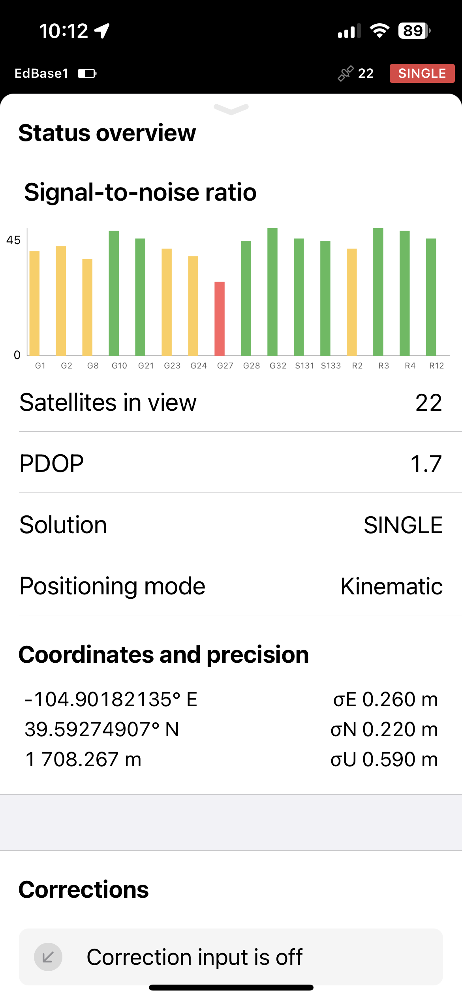 10:12 89
EdBase1 22 SINGLE
Status overview
Signal-to-noise ratio
45
0
G1 G2 G8 G10 G21 G23 G24 G27 G28 G32 S131 S133 R2 R3 R4 R12
Satellites in view 22
PDOP 1.7
Solution SINGLE
Positioning mode Kinematic
Coordinates and precision
-104.90182135° E σE 0.260 m
39.59274907° N σN 0.220 m
1 708.267 m σU 0.590 m
Corrections
Correction input is off